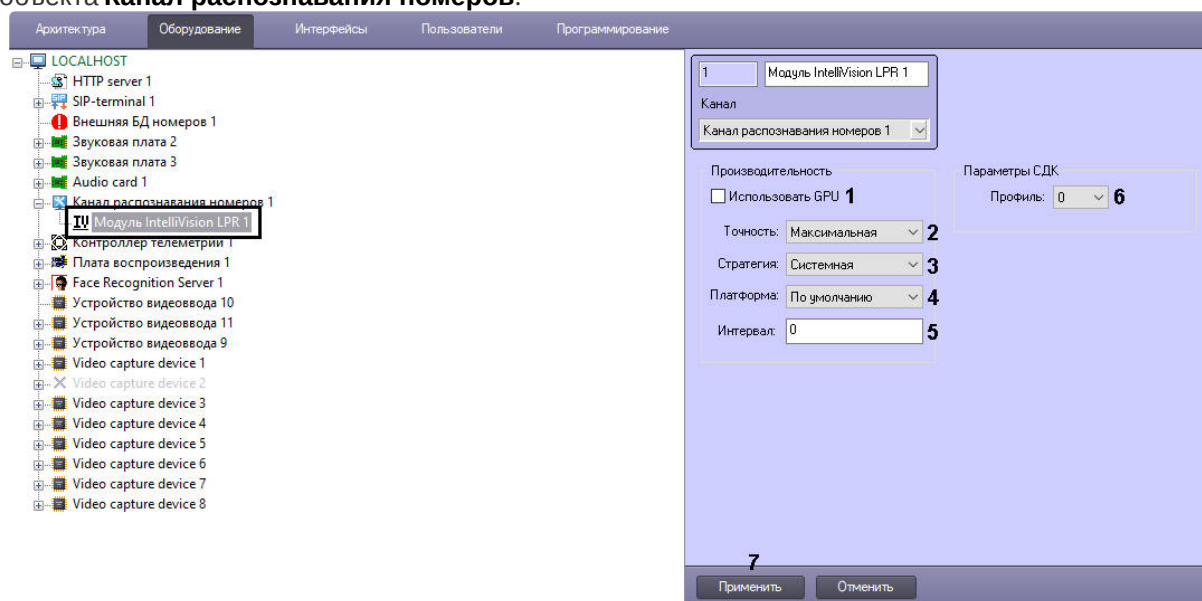 объекта Канал распознавания номеров.
Архитектура Оборудование Интерфейсы Пользователи Программирование
LOCALHOST
HTTP server 1
SIP-terminal 1
Внешняя БД номеров 1
Звуковая плата 2
Звуковая плата 3
Audio card 1
Канал распознавания номеров 1
IV Модуль IntelliVision LPR 1
Контроллер телеметрии 1
Плата воспроизведения 1
Face Recognition Server 1
Устройство видеоввода 10
Устройство видеоввода 11
Устройство видеоввода 9
Video capture device 1
Video capture device 2
Video capture device 3
Video capture device 4
Video capture device 5
Video capture device 6
Video capture device 7
Video capture device 8
1 Модуль IntelliVision LPR 1
Канал
Канал распознавания номеров 1
Производительность
Использовать GPU 1
Точность: Максимальная 2
Стратегия: Системная 3
Платформа: По умолчанию 4
Интервал: 0 5
Параметры СДК
Профиль: 0 6
7
Применить Отменить